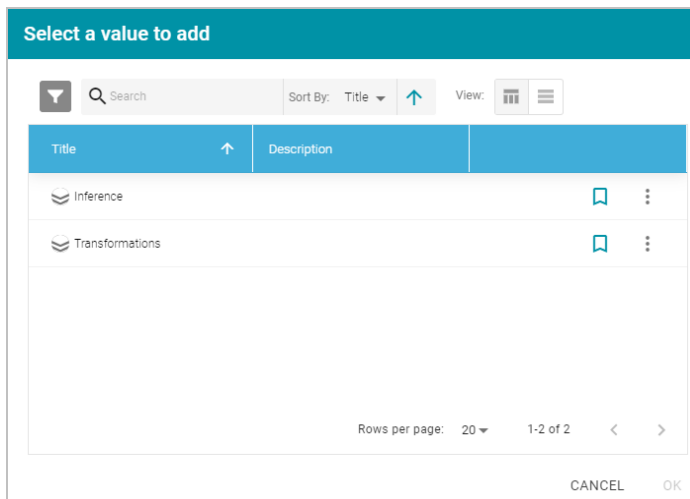 Select a value to add
Search
Sort By: Title
View:
Title
Description
Inference
Transformations
Rows per page: 20 1-2 of 2
CANCEL OK